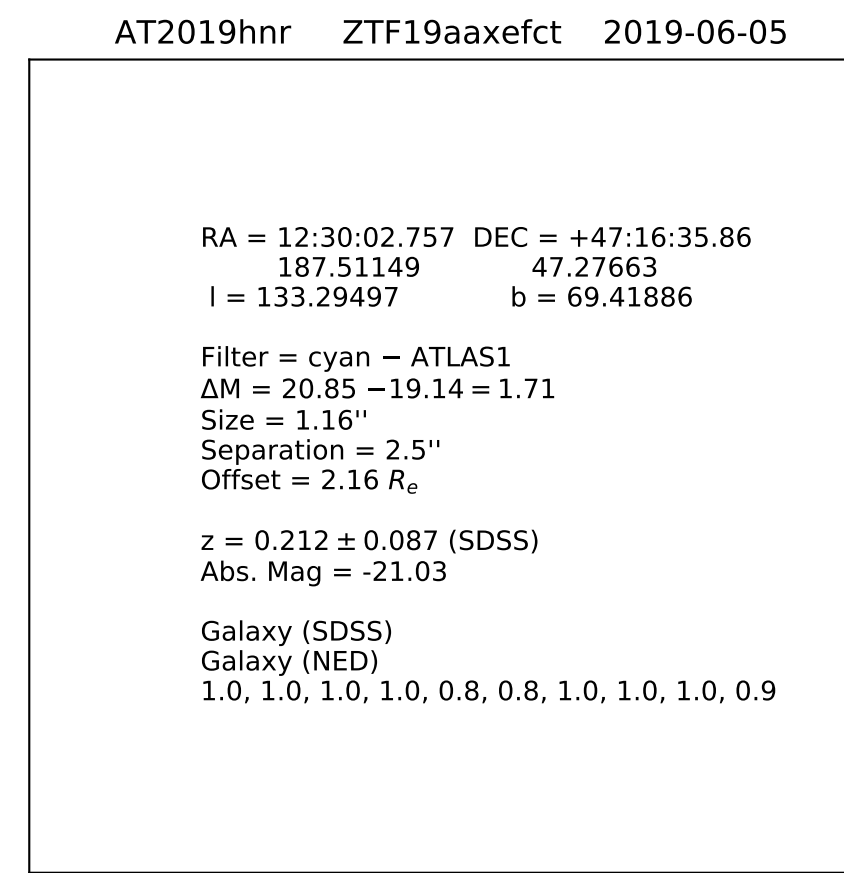 AT2019hnr ZTF19aaxefct 2019-06-05
RA = 12:30:02.757 DEC = +47:16:35.86
187.51149 47.27663
l = 133.29497 b = 69.41886
Filter = cyan − ATLAS1
ΔM = 20.85 −19.14 = 1.71
Size = 1.16''
Separation = 2.5''
Offset = 2.16 Rₑ
z = 0.212 ± 0.087 (SDSS)
Abs. Mag = -21.03
Galaxy (SDSS)
Galaxy (NED)
1.0, 1.0, 1.0, 1.0, 0.8, 0.8, 1.0, 1.0, 1.0, 0.9